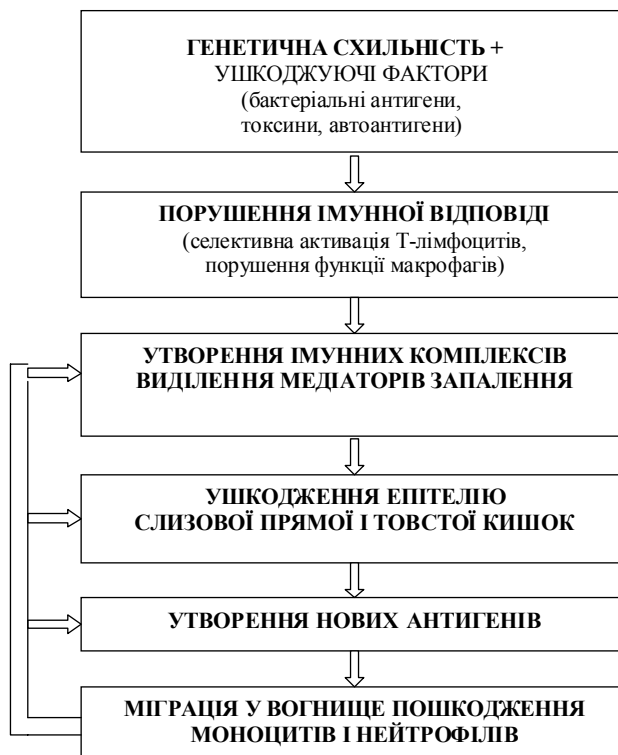 ГЕНЕТИЧНА СХИЛЬНІСТЬ +
УШКОДЖУЮЧІ ФАКТОРИ
(бактеріальні антигени,
токсини, автоантигени)
ПОРУШЕННЯ ІМУННОЇ ВІДПОВІДІ
(селективна активація Т-лімфоцитів,
порушення функції макрофагів)
УТВОРЕННЯ ІМУННИХ КОМПЛЕКСІВ
ВИДІЛЕННЯ МЕДІАТОРІВ ЗАПАЛЕННЯ
УШКОДЖЕННЯ ЕПІТЕЛІЮ
СЛИЗОВОЇ ПРЯМОЇ І ТОВСТОЇ КИШОК
УТВОРЕННЯ НОВИХ АНТИГЕНІВ
МІГРАЦІЯ У ВОГНИЩЕ ПОШКОДЖЕННЯ
МОНОЦИТІВ І НЕЙТРОФІЛІВ